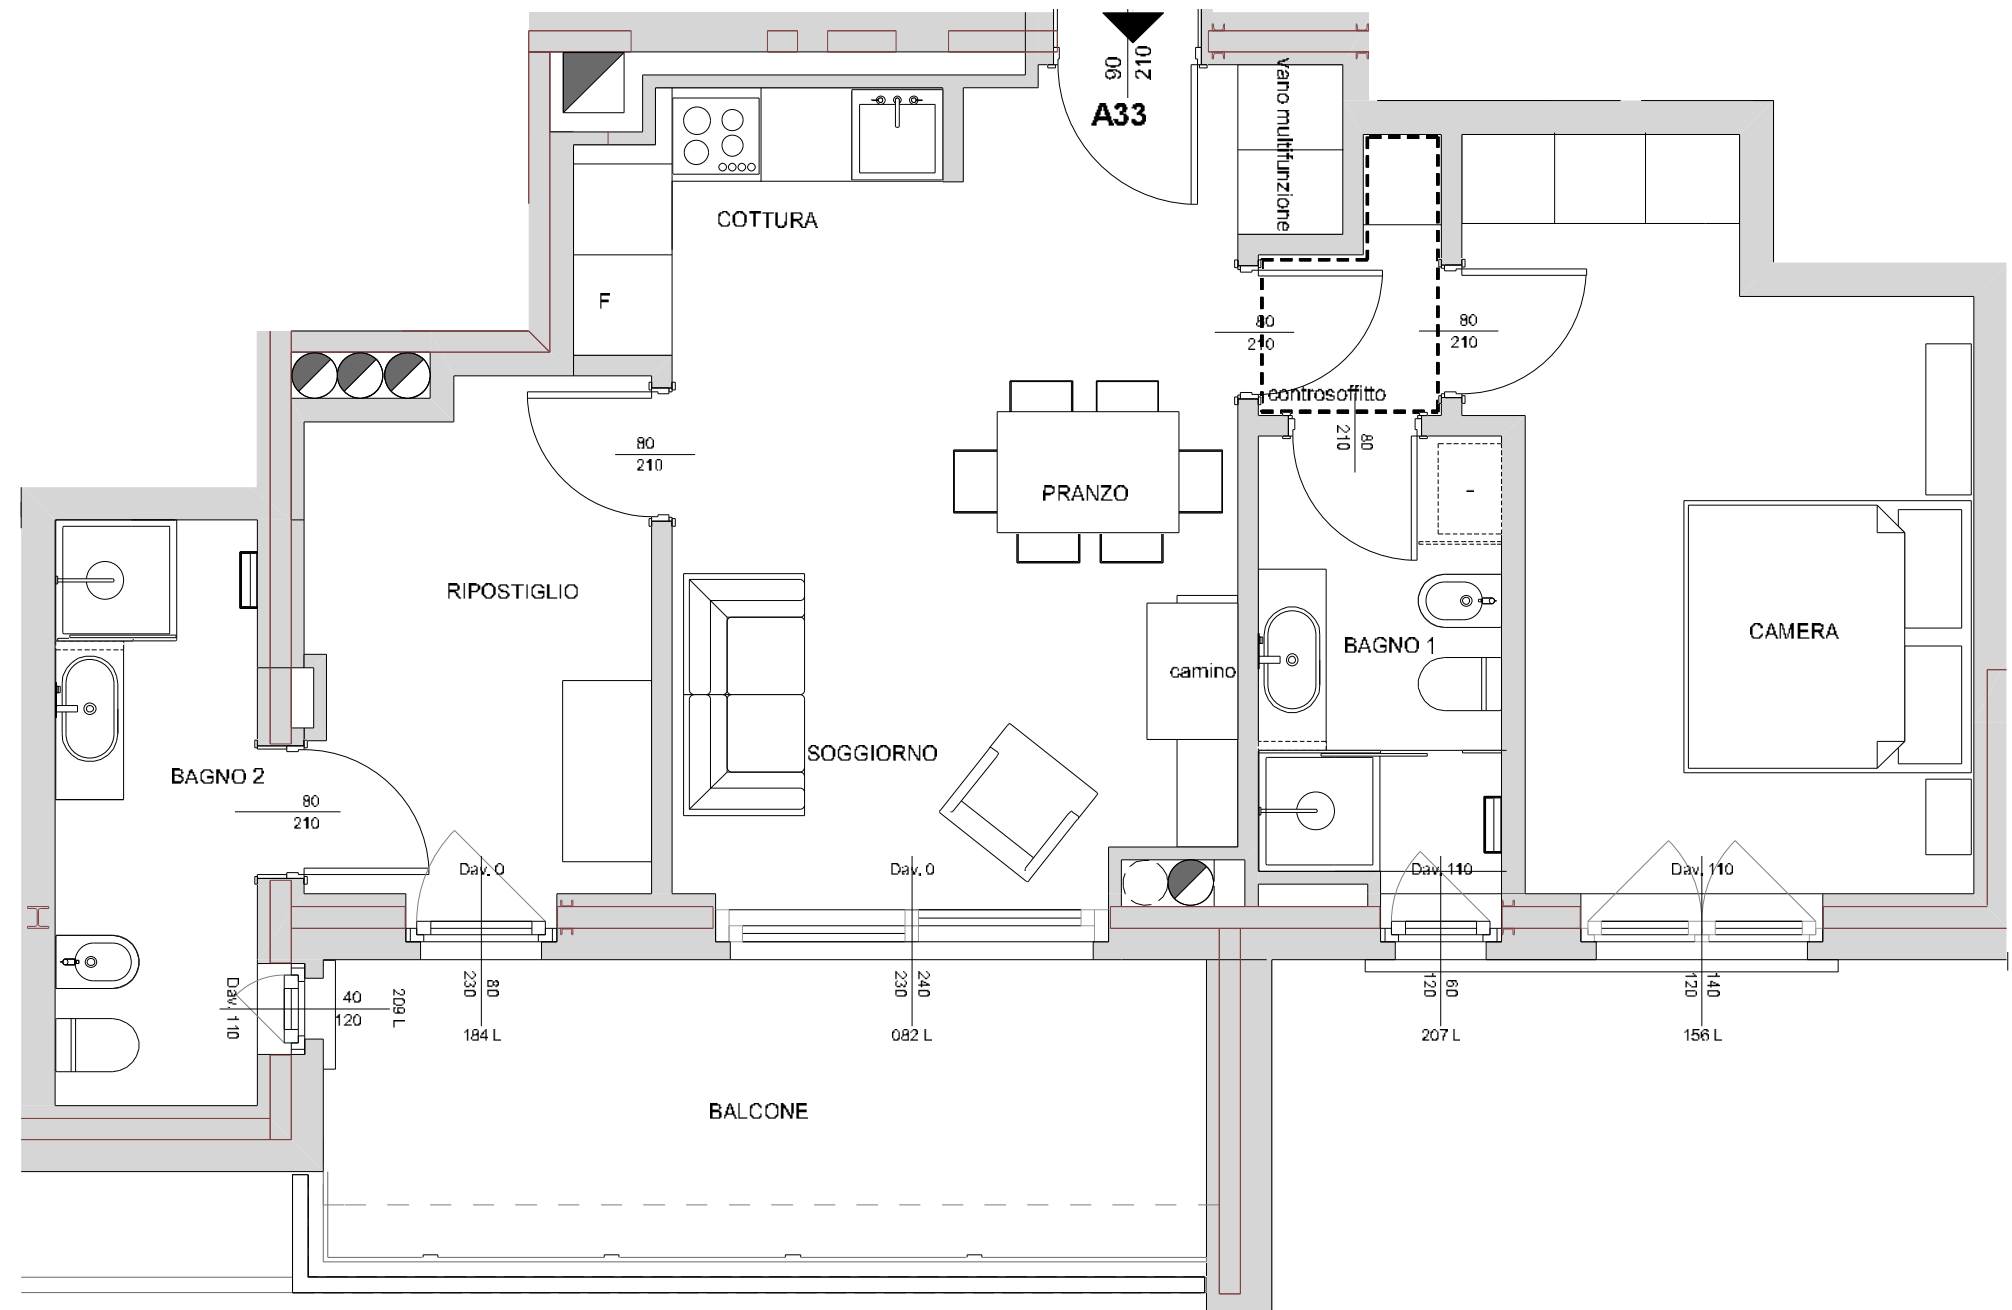 90
210
A33
vano multifunzione
COTTURA
F
80
210
80
210
controsoffitto
80
210
80
210
PRANZO
RIPOSTIGLIO
CAMERA
BAGNO 1
camino
SOGGIORNO
BAGNO 2
80
210
Dav. 0
Dav. 0
Dav. 110
Dav. 110
Dav. 110
40
120
209 L
80
230
184 L
240
230
082 L
60
120
207 L
140
120
156 L
BALCONE